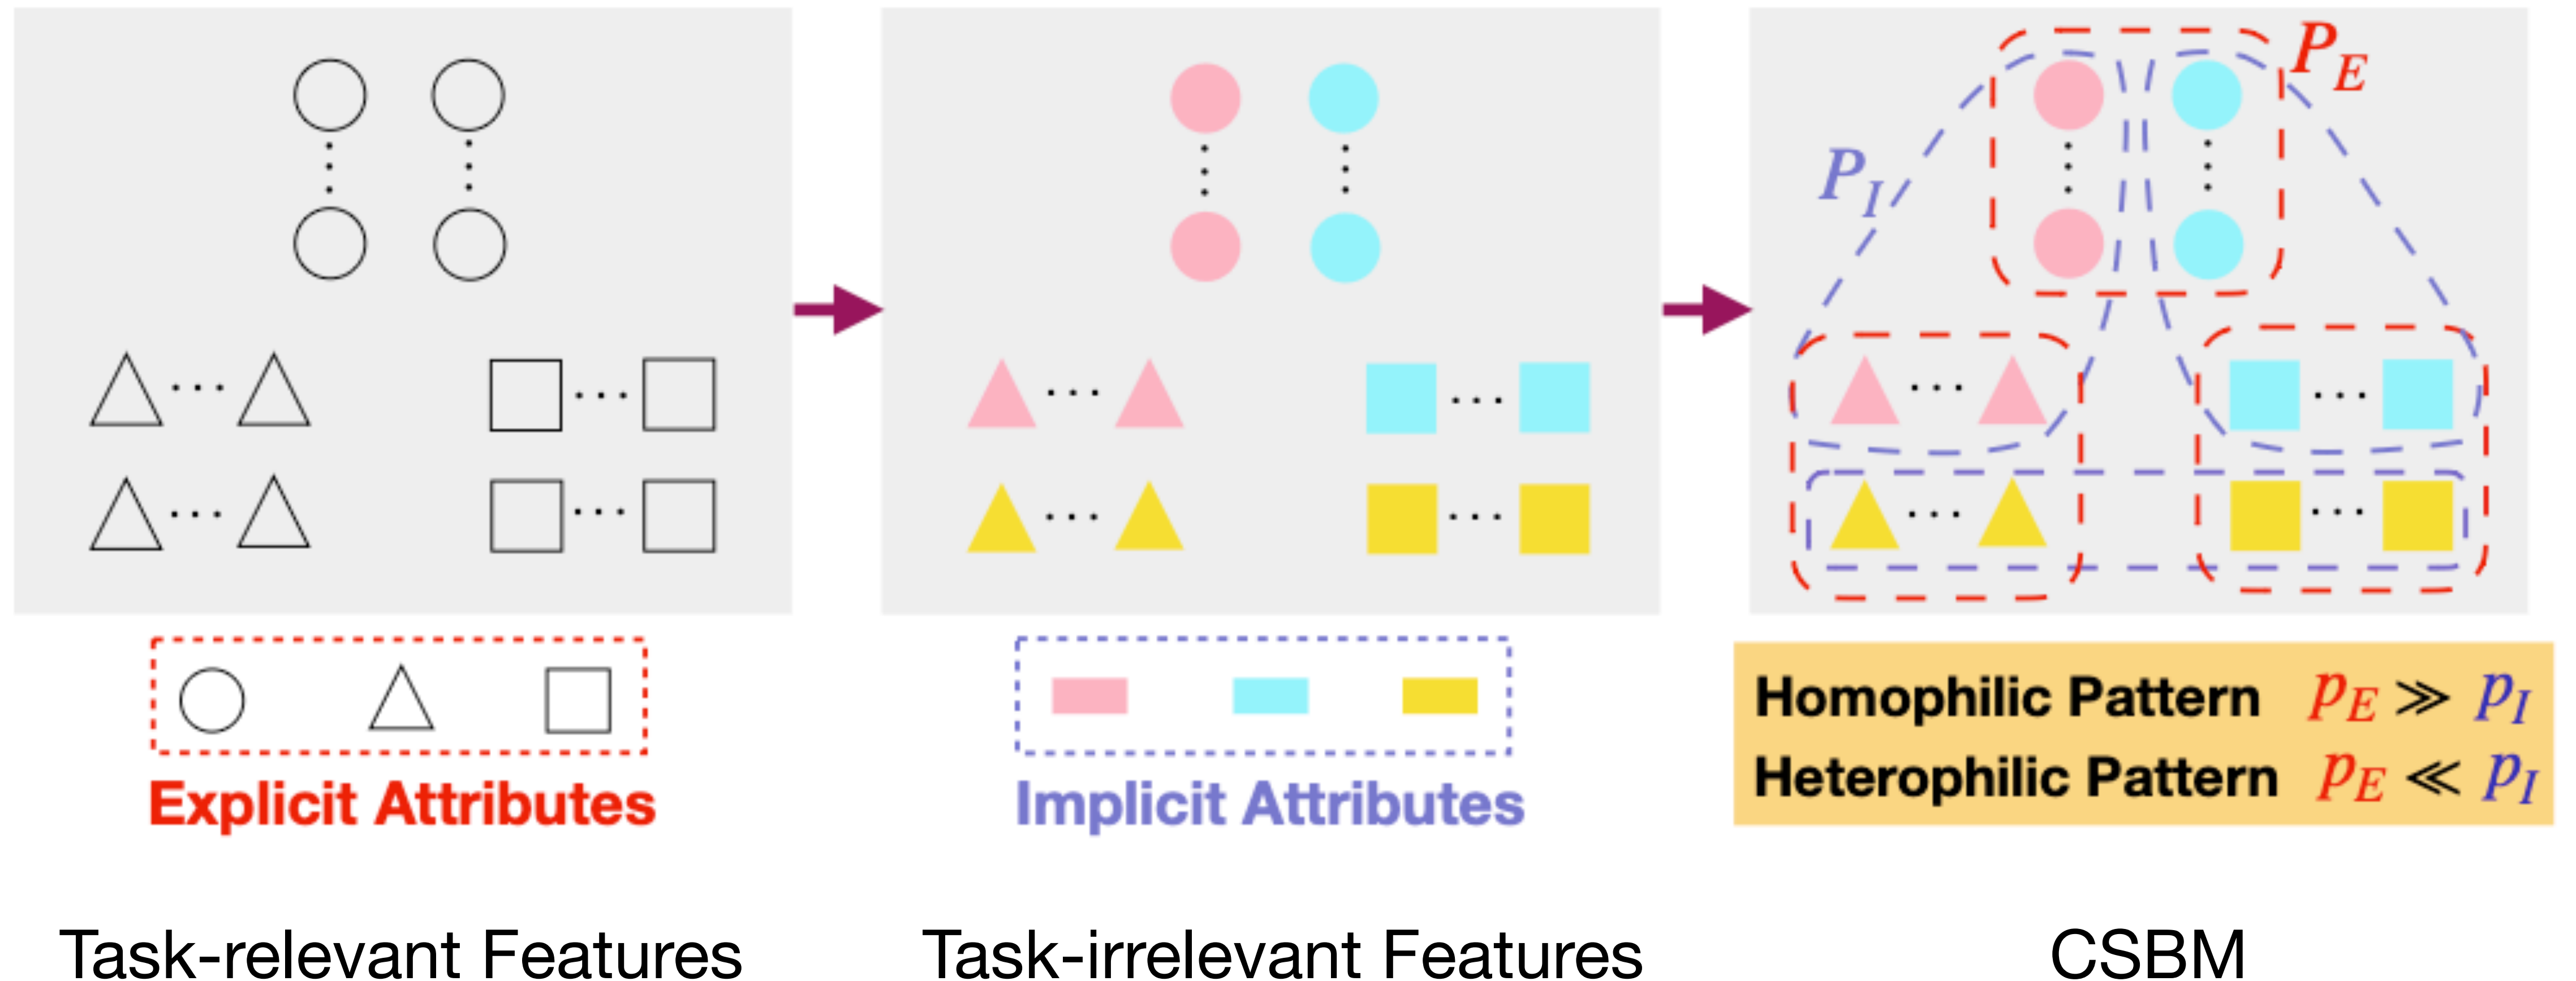 P_E
P_I
Explicit Attributes
Implicit Attributes
Homophilic Pattern p_E ≫ p_I
Heterophilic Pattern p_E ≪ p_I
Task-relevant Features
Task-irrelevant Features
CSBM